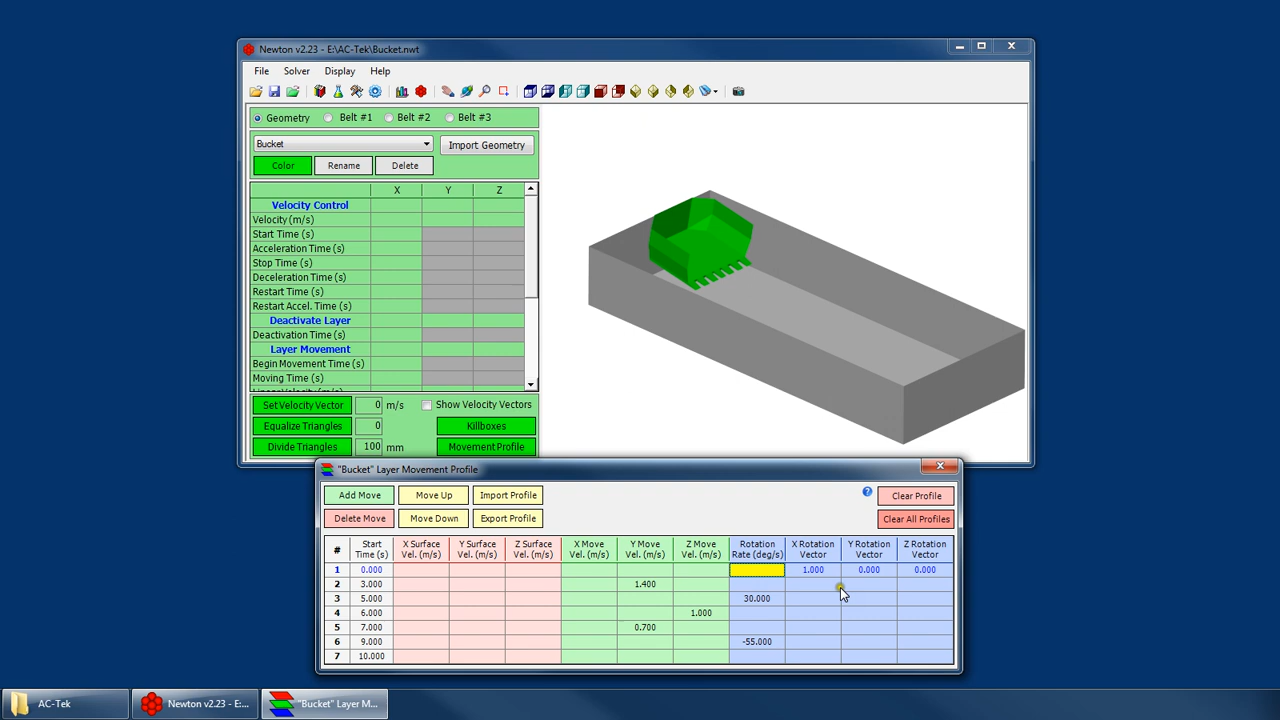 Newton v2.23 - E:\AC-Tek\Bucket.nwt
File Solver Display Help
Geometry Belt #1 Belt #2 Belt #3
Bucket Import Geometry
Color Rename Delete
X Y Z
Velocity Control
Velocity (m/s)
Start Time (s)
Acceleration Time (s)
Stop Time (s)
Deceleration Time (s)
Restart Time (s)
Restart Accel. Time (s)
Deactivate Layer
Deactivation Time (s)
Layer Movement
Begin Movement Time (s)
Moving Time (s)
Set Velocity Vector 0 m/s Show Velocity Vectors
Equalize Triangles 0 Killboxes
Divide Triangles 100 mm Movement Profile
"Bucket" Layer Movement Profile
Add Move Move Up Import Profile ? Clear Profile
Delete Move Move Down Export Profile Clear All Profiles
# Start Time (s) X Surface Vel. (m/s) Y Surface Vel. (m/s) Z Surface Vel. (m/s) X Move Vel. (m/s) Y Move Vel. (m/s) Z Move Vel. (m/s) Rotation Rate (deg/s) X Rotation Vector Y Rotation Vector Z Rotation Vector
1 0.000 1.000 0.000 0.000
2 3.000 1.400
3 5.000 30.000
4 6.000 1.000
5 7.000 0.700
6 9.000 -55.000
7 10.000
AC-Tek Newton v2.23 - E:... "Bucket" Layer M...